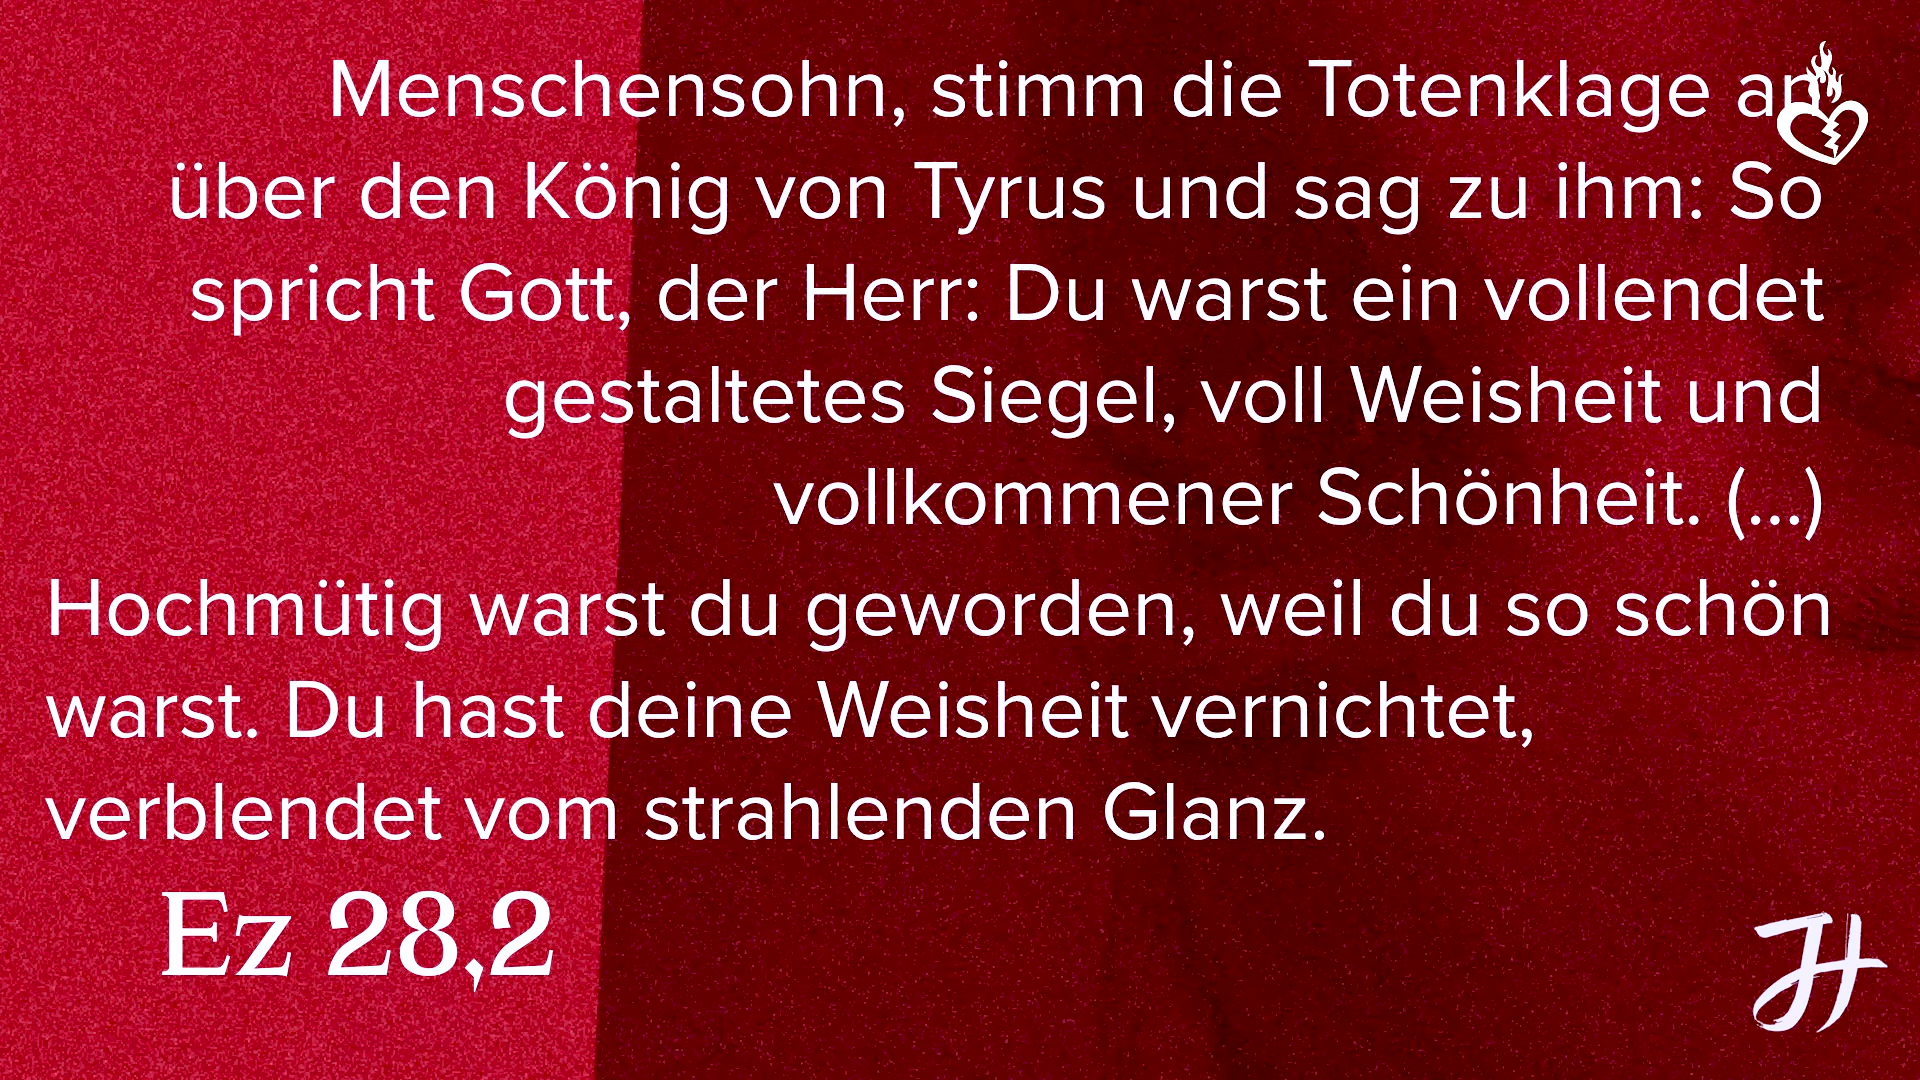 Menschensohn, stimm die Totenklage an
über den König von Tyrus und sag zu ihm: So
spricht Gott, der Herr: Du warst ein vollendet
gestaltetes Siegel, voll Weisheit und
vollkommener Schönheit. (...)
Hochmütig warst du geworden, weil du so schön
warst. Du hast deine Weisheit vernichtet,
verblendet vom strahlenden Glanz.
Ez 28,2
JH